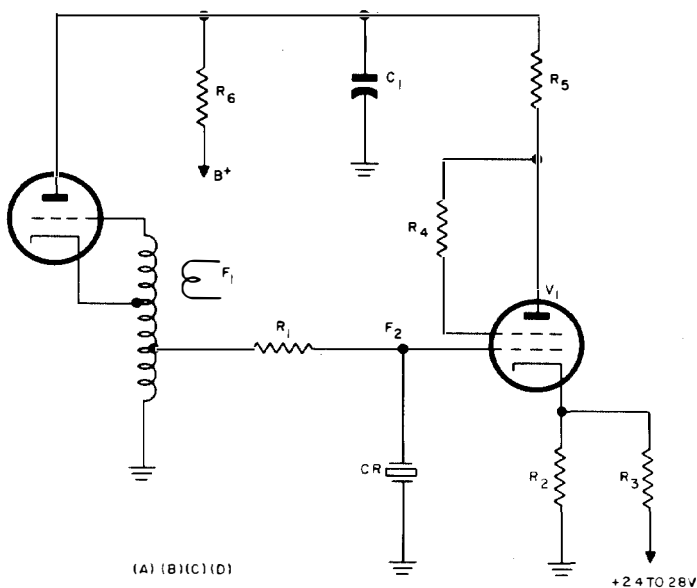 C1
R5
R6
B+
R4
F1
V1
R1
F2
CR
R2
R3
(A) (B)(C)(D)
+24 TO 28V